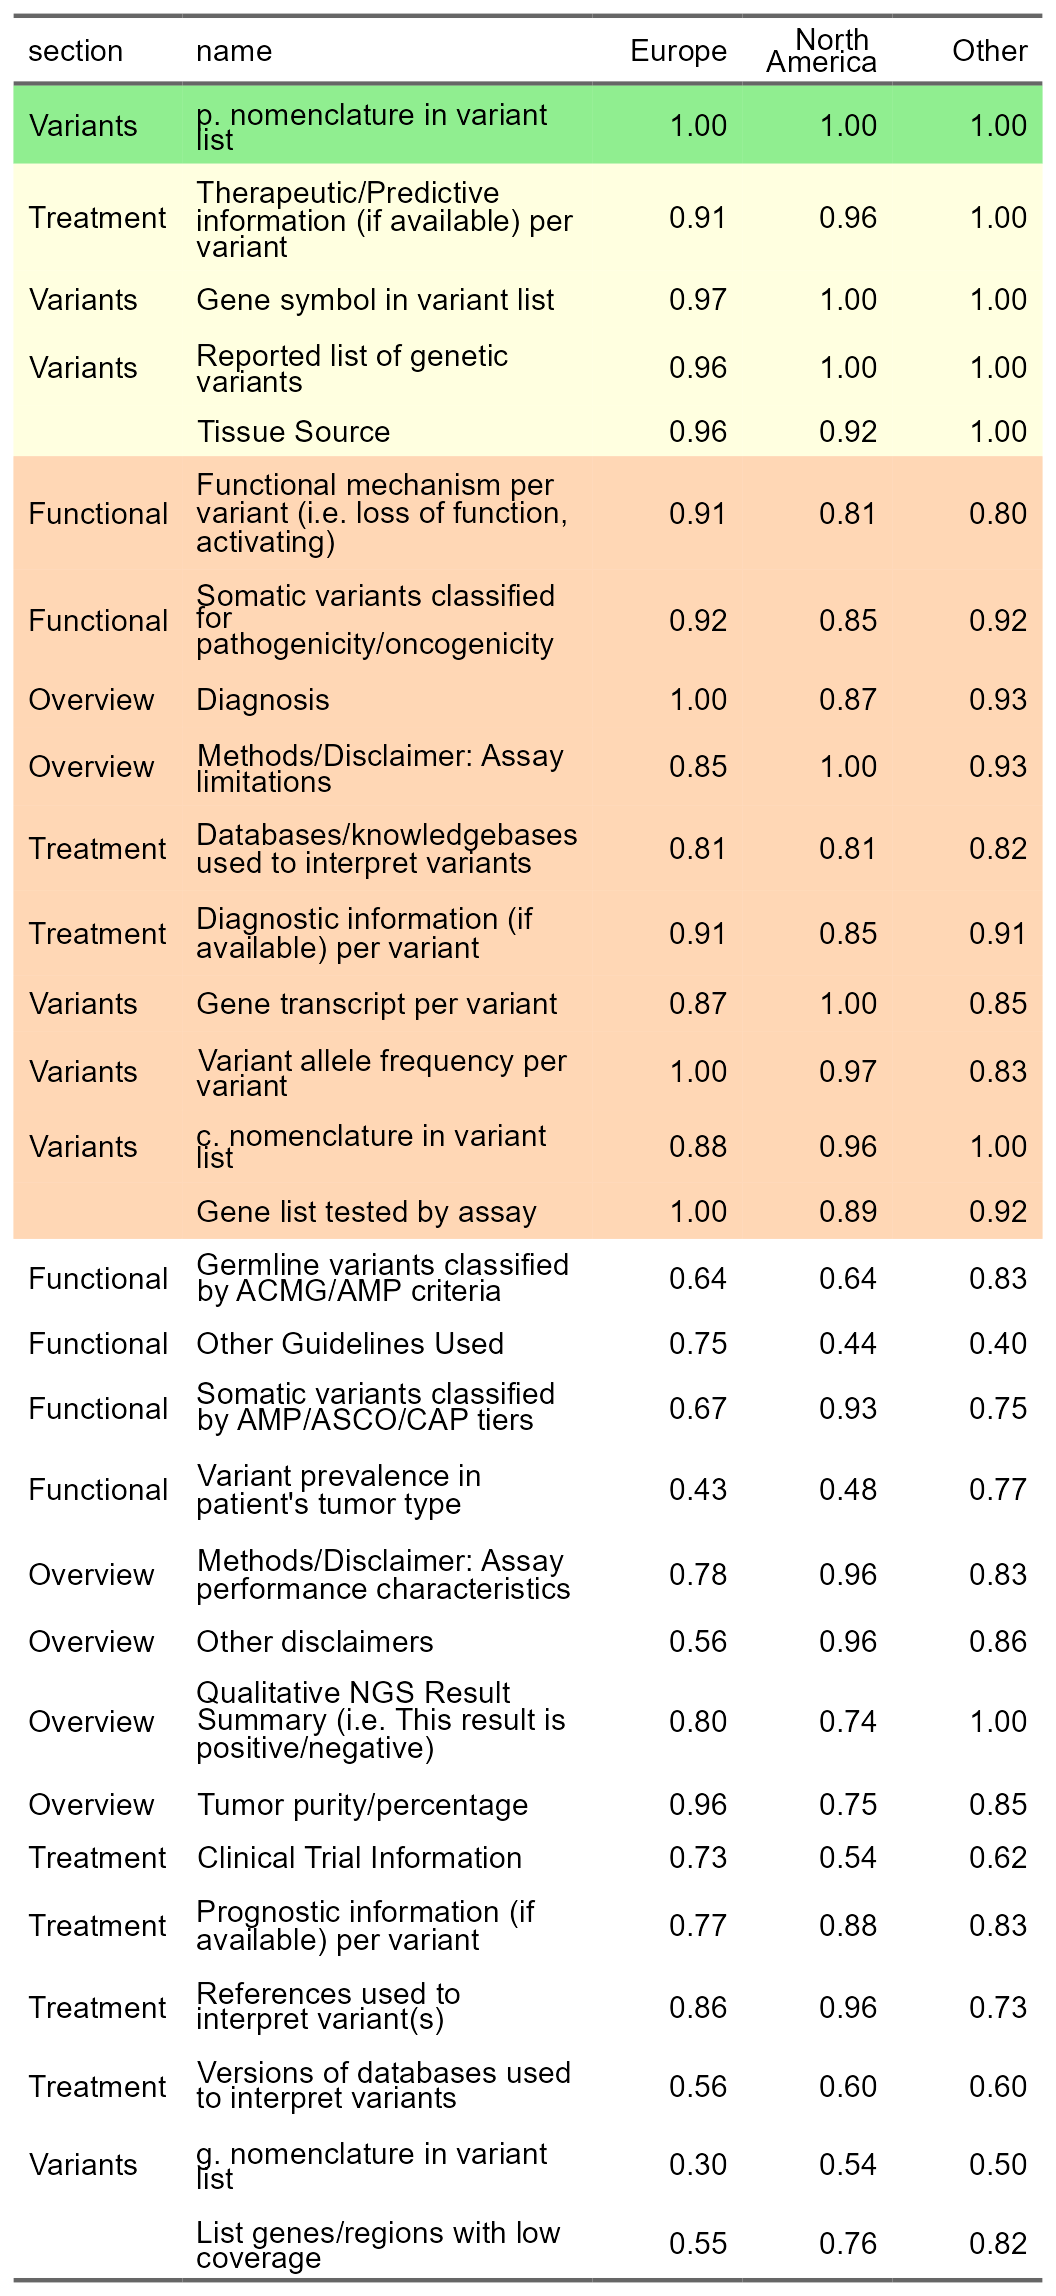 section name Europe North America Other
Variants p. nomenclature in variant list 1.00 1.00 1.00
Treatment Therapeutic/Predictive information (if available) per variant 0.91 0.96 1.00
Variants Gene symbol in variant list 0.97 1.00 1.00
Variants Reported list of genetic variants 0.96 1.00 1.00
Tissue Source 0.96 0.92 1.00
Functional Functional mechanism per variant (i.e. loss of function, activating) 0.91 0.81 0.80
Functional Somatic variants classified for pathogenicity/oncogenicity 0.92 0.85 0.92
Overview Diagnosis 1.00 0.87 0.93
Overview Methods/Disclaimer: Assay limitations 0.85 1.00 0.93
Treatment Databases/knowledgebases used to interpret variants 0.81 0.81 0.82
Treatment Diagnostic information (if available) per variant 0.91 0.85 0.91
Variants Gene transcript per variant 0.87 1.00 0.85
Variants Variant allele frequency per variant 1.00 0.97 0.83
Variants c. nomenclature in variant list 0.88 0.96 1.00
Gene list tested by assay 1.00 0.89 0.92
Functional Germline variants classified by ACMG/AMP criteria 0.64 0.64 0.83
Functional Other Guidelines Used 0.75 0.44 0.40
Functional Somatic variants classified by AMP/ASCO/CAP tiers 0.67 0.93 0.75
Functional Variant prevalence in patient's tumor type 0.43 0.48 0.77
Overview Methods/Disclaimer: Assay performance characteristics 0.78 0.96 0.83
Overview Other disclaimers 0.56 0.96 0.86
Overview Qualitative NGS Result Summary (i.e. This result is positive/negative) 0.80 0.74 1.00
Overview Tumor purity/percentage 0.96 0.75 0.85
Treatment Clinical Trial Information 0.73 0.54 0.62
Treatment Prognostic information (if available) per variant 0.77 0.88 0.83
Treatment References used to interpret variant(s) 0.86 0.96 0.73
Treatment Versions of databases used to interpret variants 0.56 0.60 0.60
Variants g. nomenclature in variant list 0.30 0.54 0.50
List genes/regions with low coverage 0.55 0.76 0.82